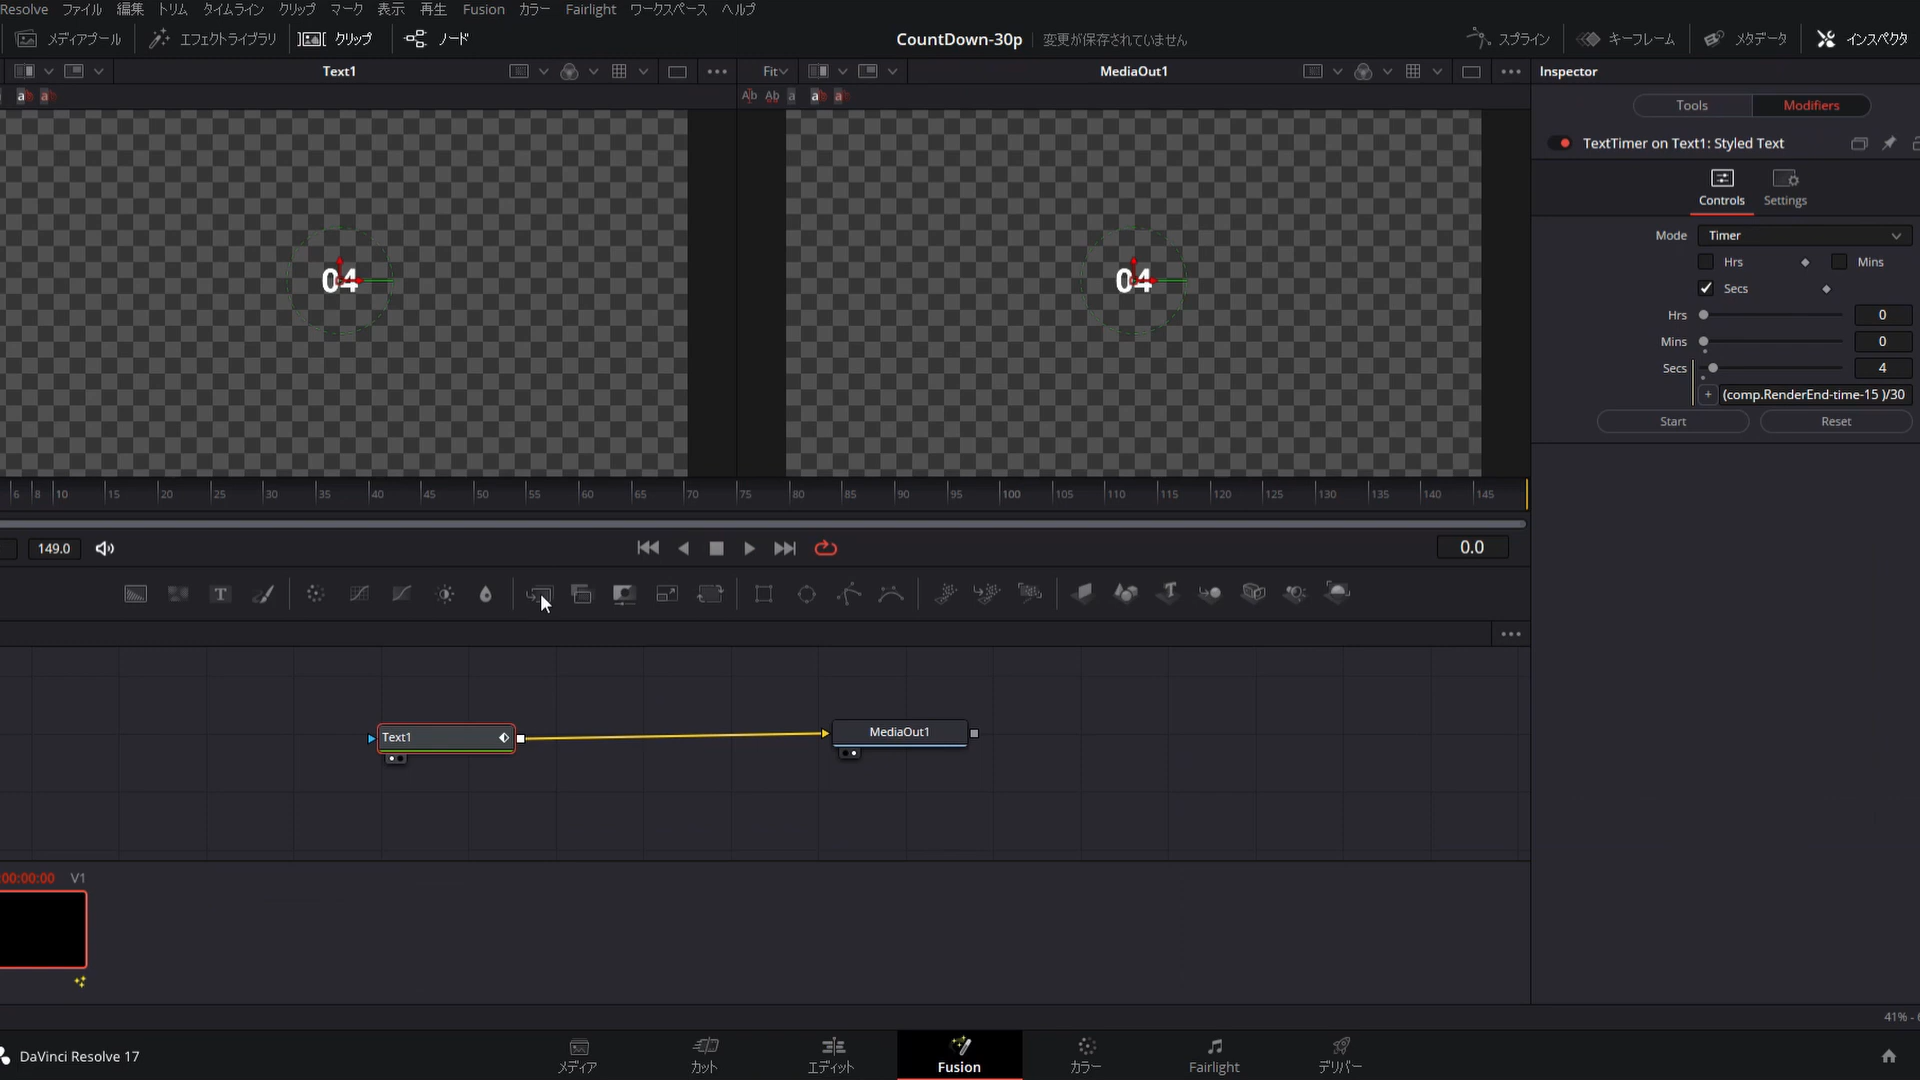 Resolve ファイル 編集 トリム タイムライン クリップ マーク 表示 再生 Fusion カラー Fairlight ワークスペース ヘルプ
メディアプール エフェクトライブラリ クリップ ノード CountDown-30p 変更が保存されていません スプライン キーフレーム メタデータ インスペクタ
Text1 Fit MediaOut1 Inspector
Tools Modifiers
TextTimer on Text1: Styled Text
Controls Settings
Mode Timer
Hrs Mins
Secs
Hrs 0
Mins 0
Secs 4
(comp.RenderEnd-time-15 )/30
Start Reset
04 04
6 8 10 15 20 25 30 35 40 45 50 55 60 65 70 75 80 85 90 95 100 105 110 115 120 125 130 135 140 145
149.0 0.0
Text1 MediaOut1
00:00:00 V1
41% -
DaVinci Resolve 17
メディア カット エディット Fusion カラー Fairlight デリバー